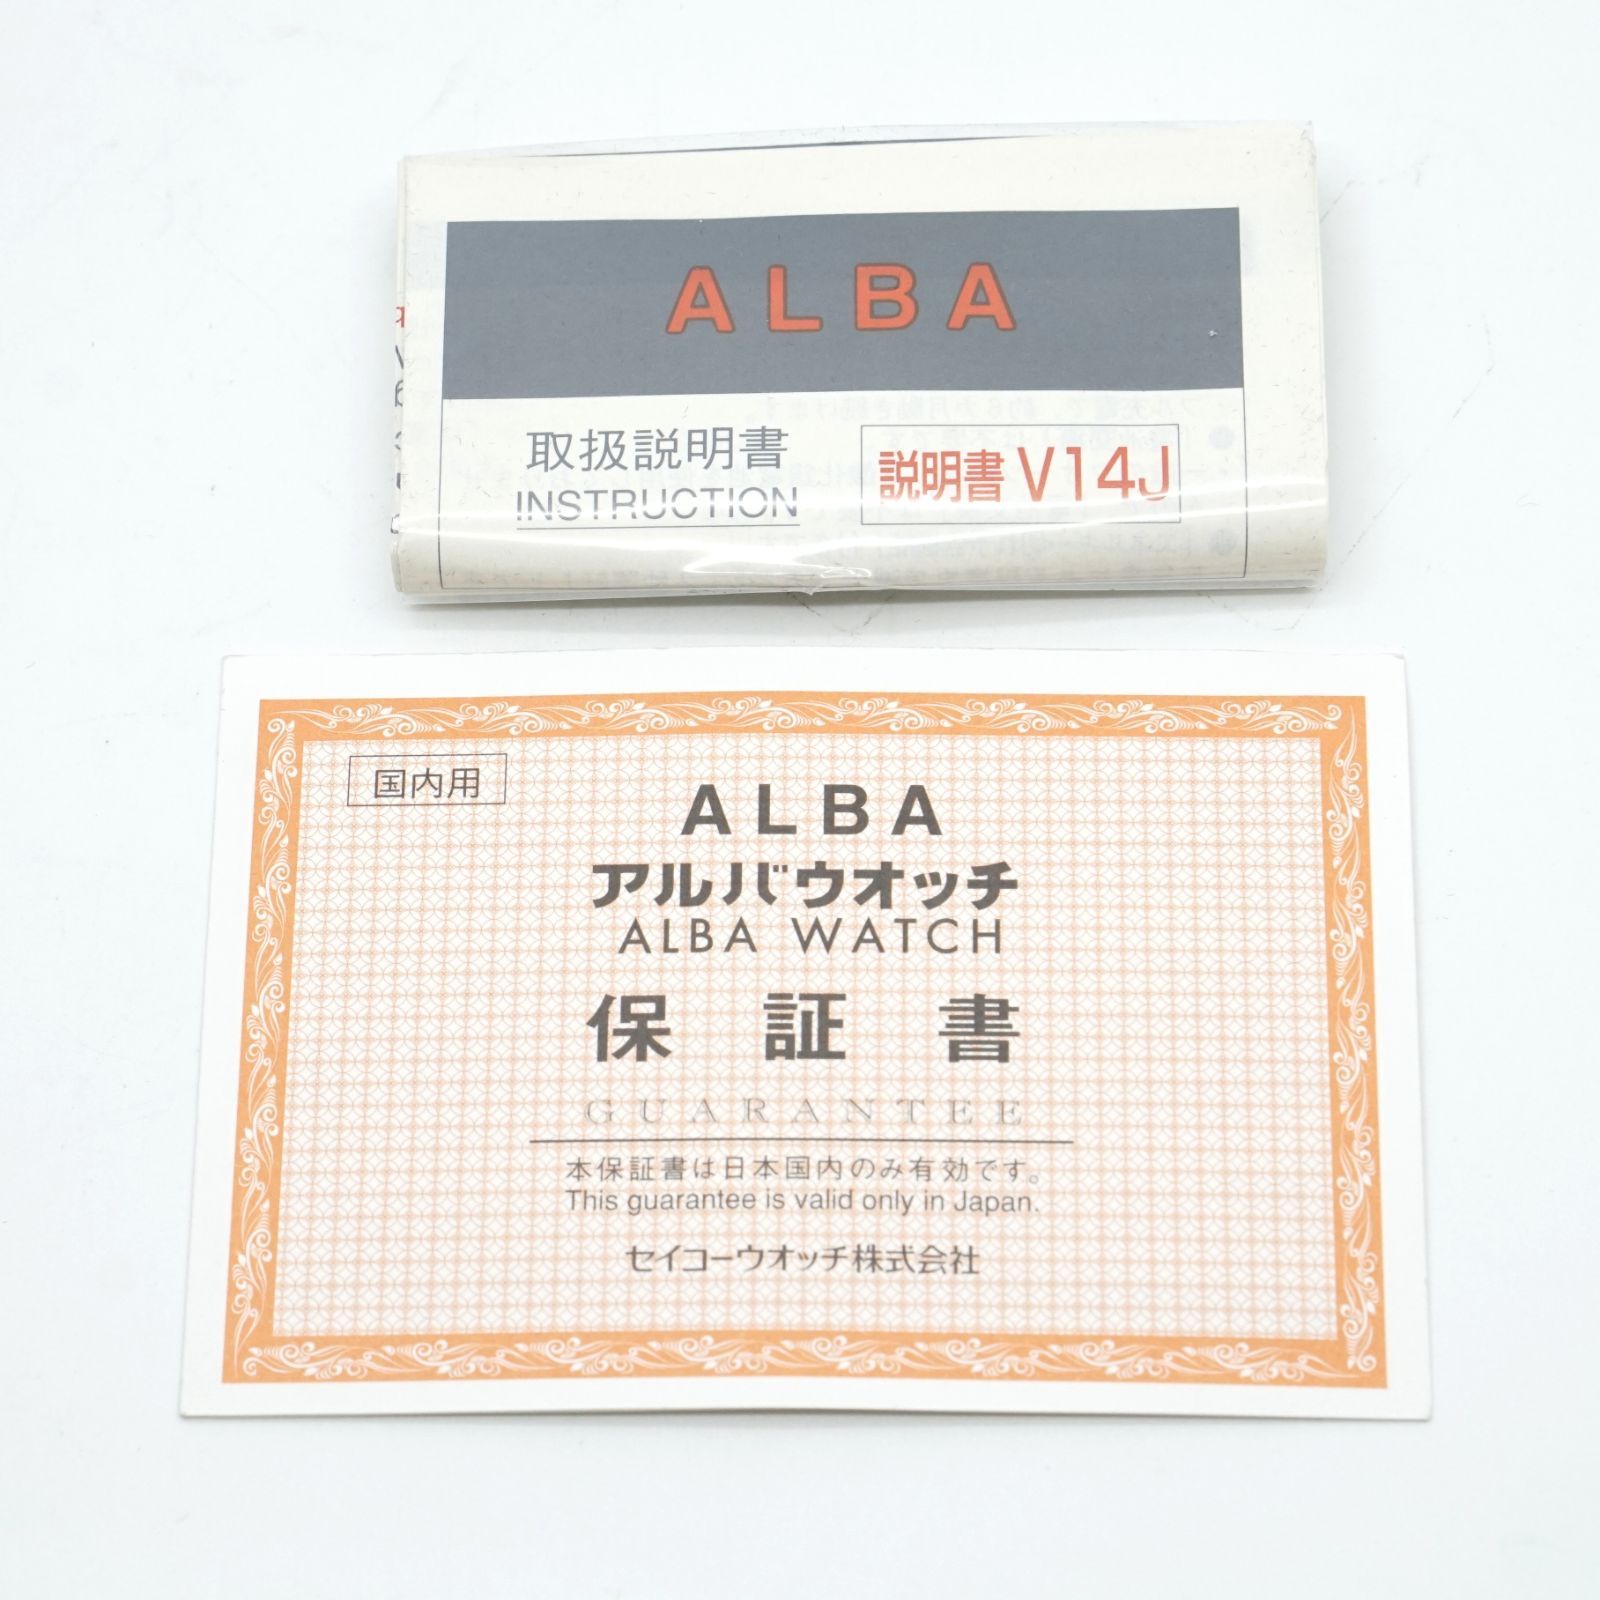 ALBA
取扱説明書
INSTRUCTION
説明書 V14J
国内用
ALBA
アルバウオッチ
ALBA WATCH
保証書
GUARANTEE
本保証書は日本国内のみ有効です。
This guarantee is valid only in Japan.
セイコーウオッチ株式会社